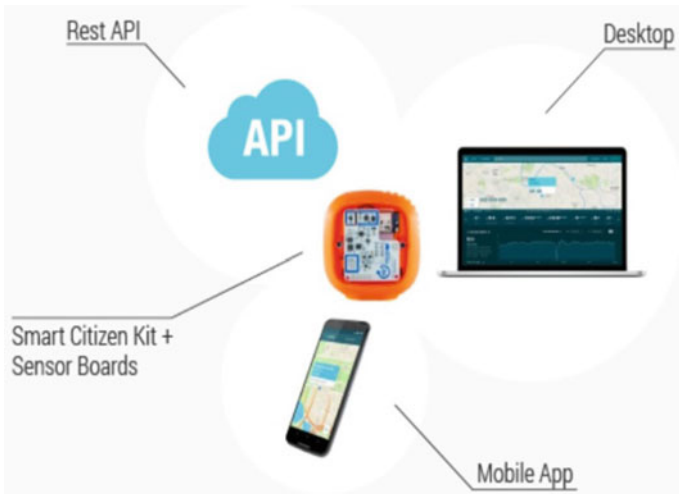 Rest API
Desktop
API
Smart Citizen Kit +
Sensor Boards
Mobile App